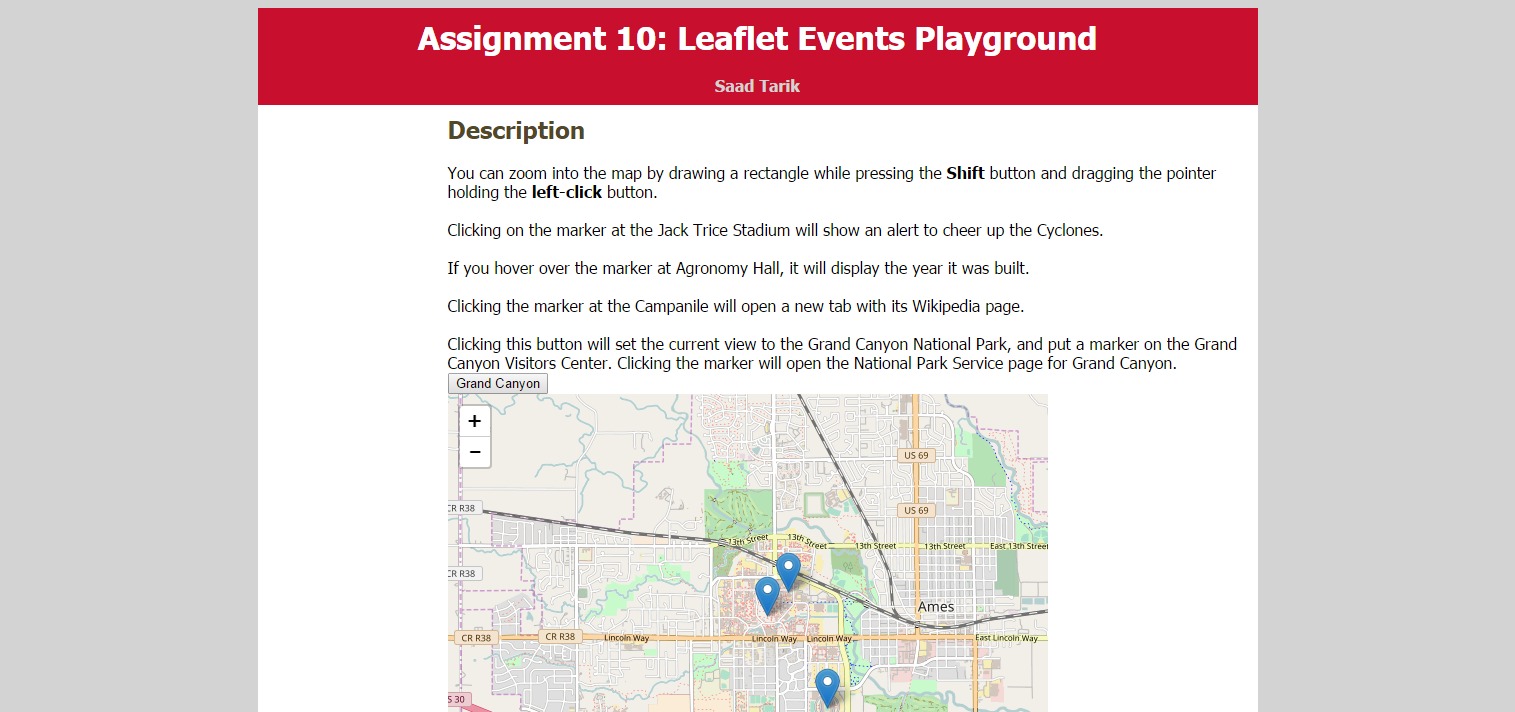 Assignment 10: Leaflet Events Playground
Saad Tarik
Description
You can zoom into the map by drawing a rectangle while pressing the Shift button and dragging the pointer
holding the left-click button.
Clicking on the marker at the Jack Trice Stadium will show an alert to cheer up the Cyclones.
If you hover over the marker at Agronomy Hall, it will display the year it was built.
Clicking the marker at the Campanile will open a new tab with its Wikipedia page.
Clicking this button will set the current view to the Grand Canyon National Park, and put a marker on the Grand
Canyon Visitors Center. Clicking the marker will open the National Park Service page for Grand Canyon.
Grand Canyon
+
−
US 69
CR R38
US 69
13th Street
13th Street
13th Street
13th Street
East 13th Street
CR R38
Ames
CR R38
CR R38
Lincoln Way
Lincoln Way
Lincoln Way
East Lincoln Way
S 30